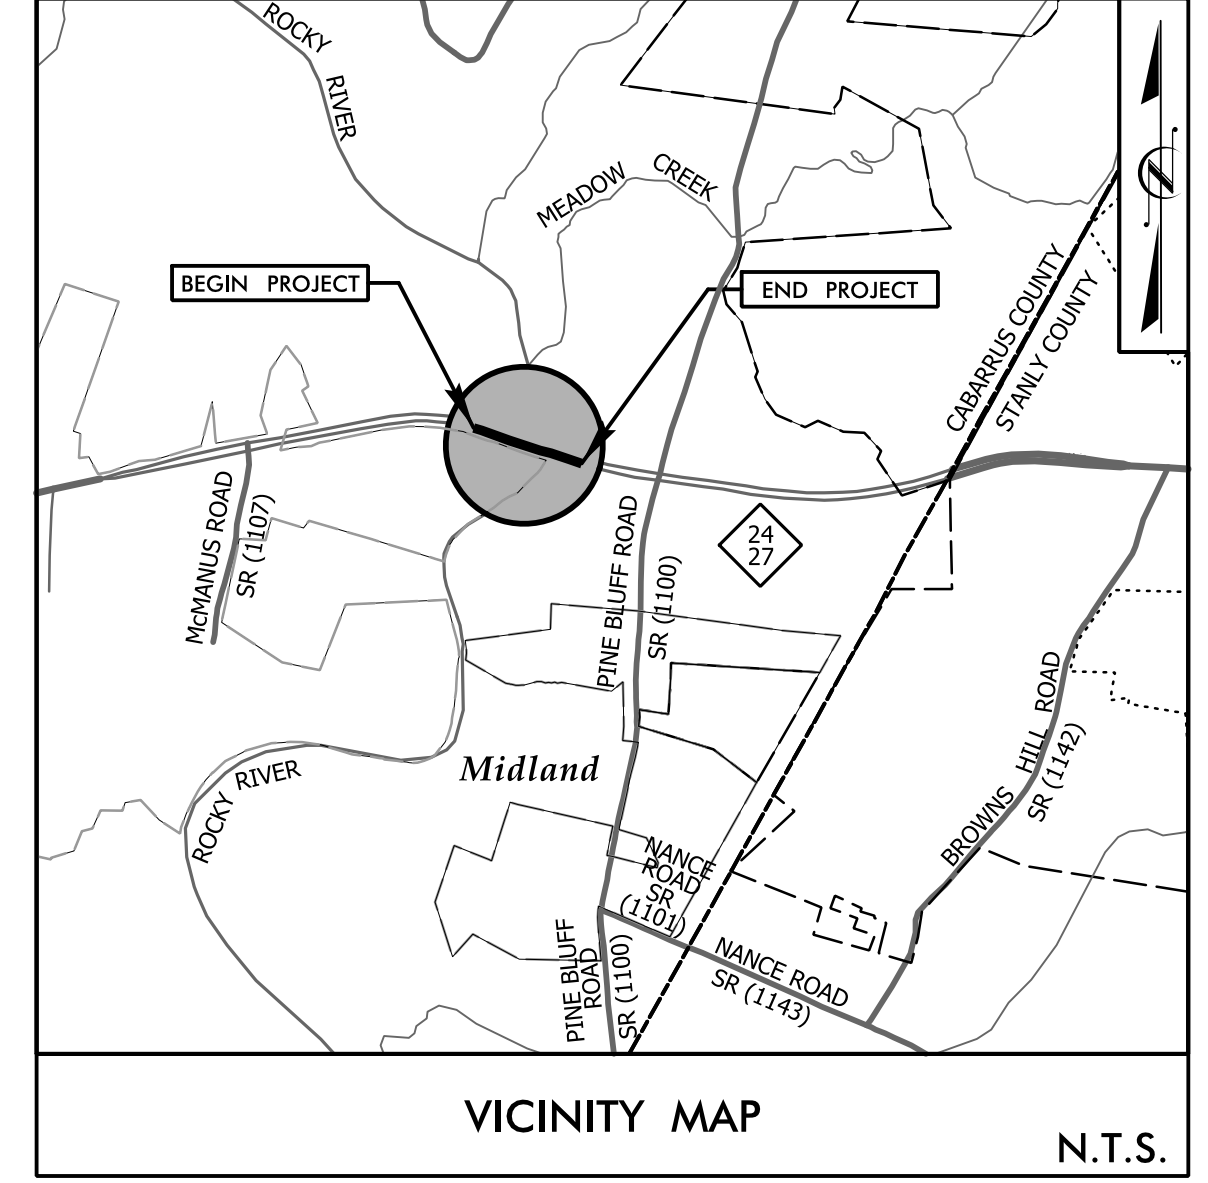 ROCKY
RIVER
MEADOW CREEK
BEGIN PROJECT
END PROJECT
CABARRUS COUNTY
STANLY COUNTY
N
McMANUS ROAD
SR (1107)
PINE BLUFF ROAD
SR (1100)
24
27
Midland
ROCKY RIVER
BROWNS HILL ROAD
SR (1142)
NANCE
ROAD
SR
(1101)
PINE BLUFF
ROAD
SR (1100)
NANCE ROAD
SR (1143)
VICINITY MAP
N.T.S.